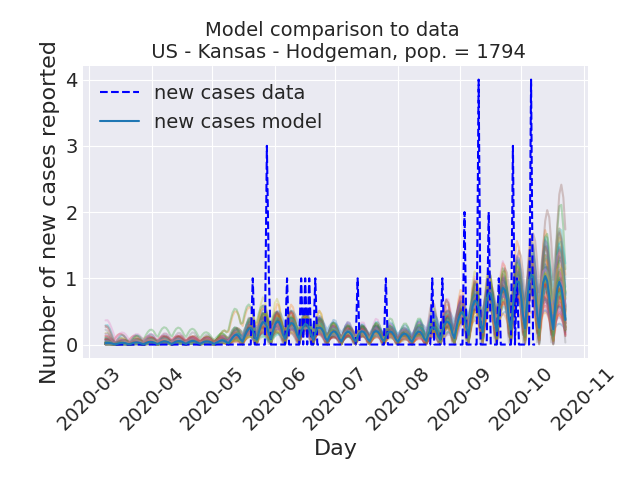 Model comparison to data
US - Kansas - Hodgeman, pop. = 1794
Number of new cases reported
4
3
2
1
0
new cases data
new cases model
2020-03
2020-04
2020-05
2020-06
2020-07
2020-08
2020-09
2020-10
2020-11
Day